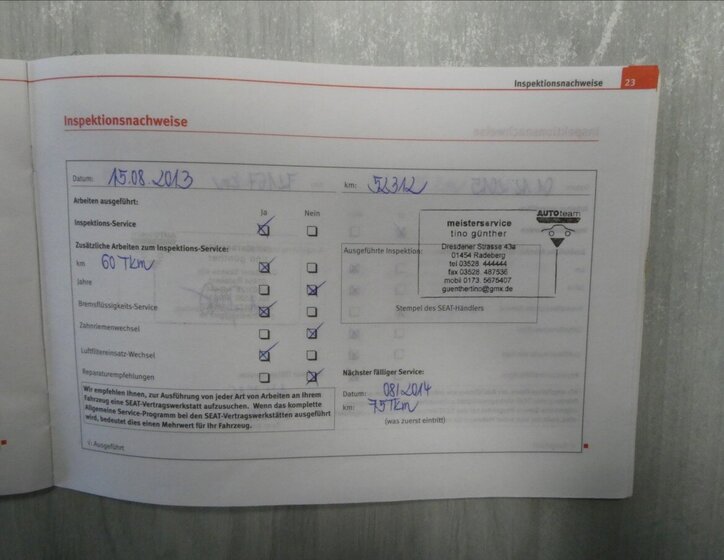 Inspektionsnachweise 23
Inspektionsnachweise
Datum: 15.08.2013 km: 52312
Arbeiten ausgeführt:
Ja Nein
Inspektions-Service
Zusätzliche Arbeiten zum Inspektions-Service:
km 60 TKm
Jahre
Bremsflüssigkeits-Service
Zahnriemenwechsel
Luftfiltereinsatz-Wechsel
Reparaturempfehlungen
Wir empfehlen Ihnen, zur Ausführung von jeder Art von Arbeiten an Ihrem
Fahrzeug eine SEAT-Vertragswerkstatt aufzusuchen. Wenn das komplette
Allgemeine Service-Programm bei den SEAT-Vertragswerkstätten ausgeführt
wird, bedeutet dies einen Mehrwert für Ihr Fahrzeug.
√: Ausgeführt
AUTOteam
meisterservice
tino günther
Dresdener Strasse 43a
01454 Radeberg
tel 03528. 444444
fax 03528. 487536
mobil 0173. 5675407
guenthertino@gmx.de
Ausgeführte Inspektion:
Stempel des SEAT-Händlers
Nächster fälliger Service:
Datum: 08/2014
km: 75TKm
(was zuerst eintritt)